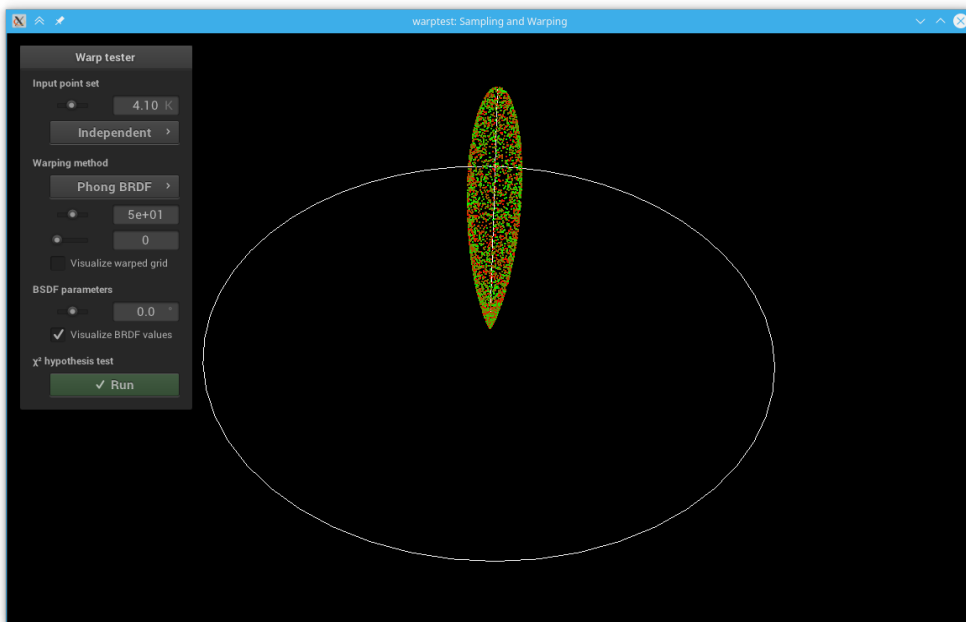 warptest: Sampling and Warping
Warp tester
Input point set
4.10 K
Independent
Warping method
Phong BRDF
5e+01
0
Visualize warped grid
BSDF parameters
0.0 °
Visualize BRDF values
χ² hypothesis test
Run